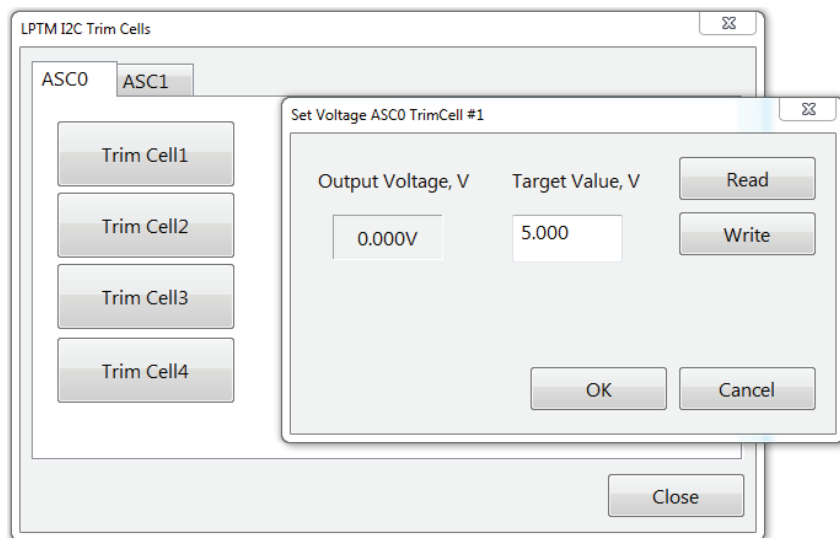 LPTM I2C Trim Cells
ASC0 ASC1
Trim Cell1
Trim Cell2
Trim Cell3
Trim Cell4
Set Voltage ASC0 TrimCell #1
Output Voltage, V Target Value, V Read
0.000V 5.000 Write
OK Cancel
Close